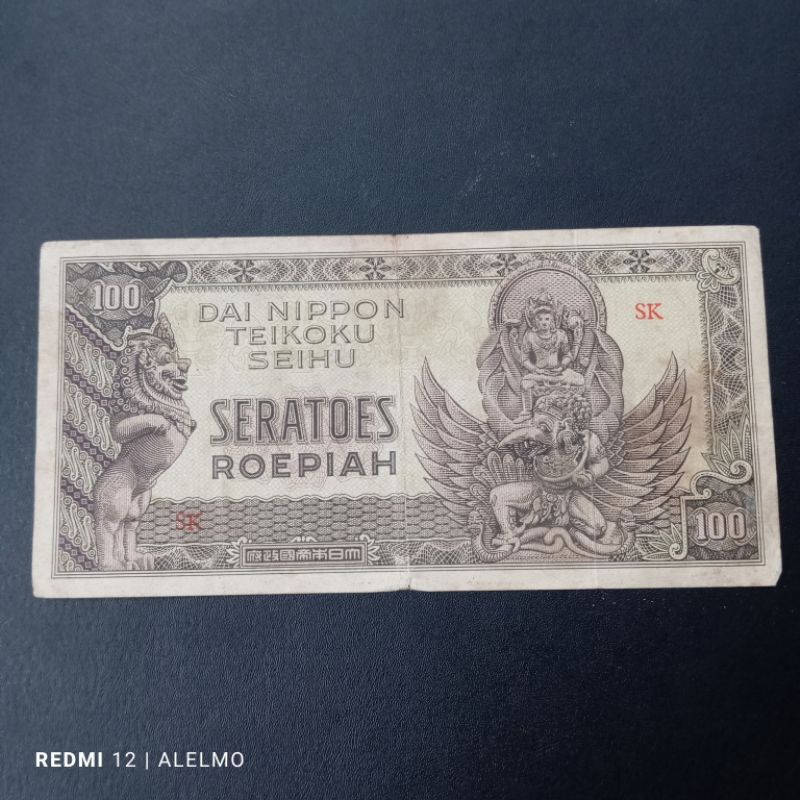 100
DAI NIPPON
TEIKOKU
SEIHU
SK
SERATOES
ROEPIAH
SK
100
府政國帝本日大
REDMI 12 | ALELMO